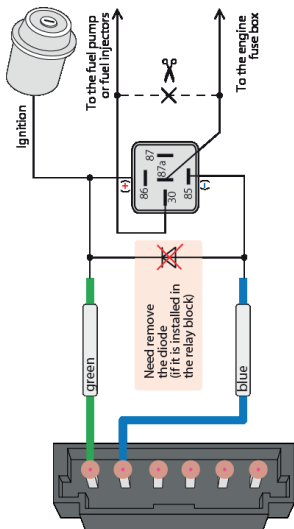 Ignition
To the fuel pump
or fuel injectors
To the engine
fuse box
(+)
86
87
87a
30
85
(-)
Need remove
the diode
(if it is installed in
the relay block)
green
blue